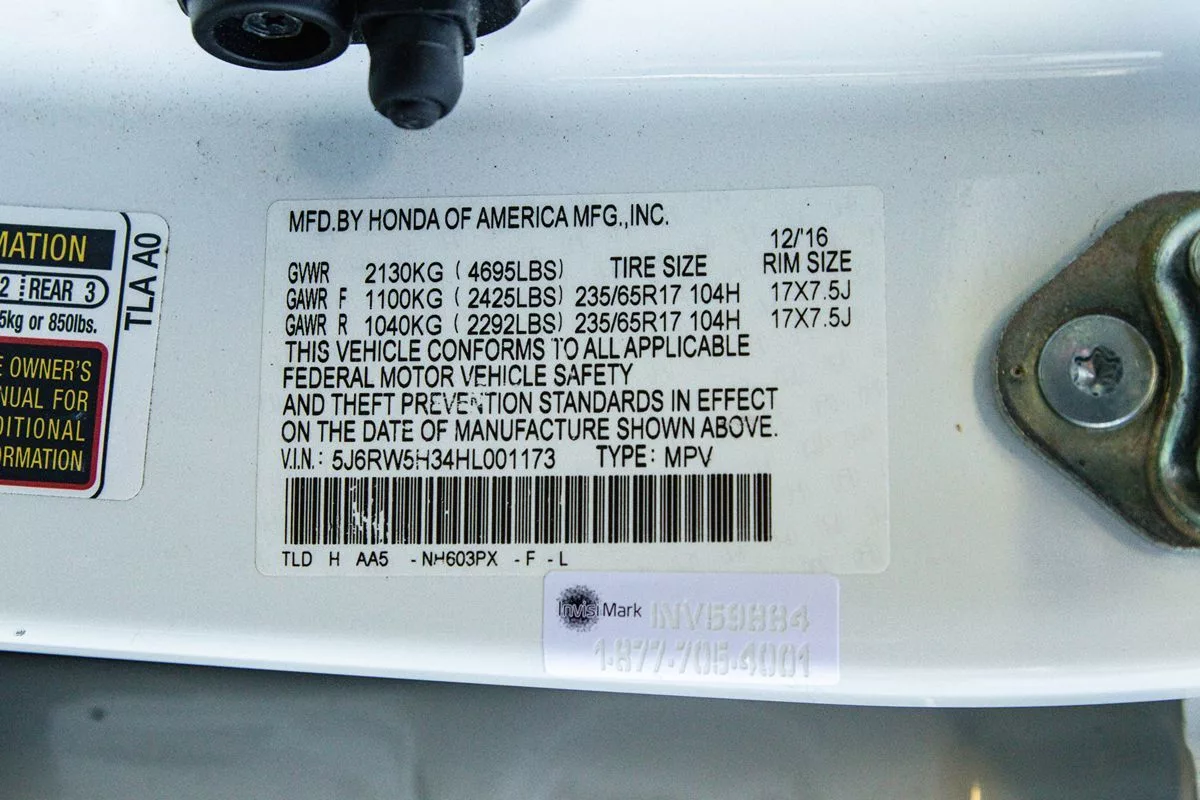 MATION
2 REAR 3
5kg or 850lbs.
E OWNER'S
NUAL FOR
DITIONAL
ORMATION
TLA A0
MFD.BY HONDA OF AMERICA MFG.,INC.
12/'16
GVWR 2130KG ( 4695LBS) TIRE SIZE RIM SIZE
GAWR F 1100KG ( 2425LBS) 235/65R17 104H 17X7.5J
GAWR R 1040KG ( 2292LBS) 235/65R17 104H 17X7.5J
THIS VEHICLE CONFORMS TO ALL APPLICABLE
FEDERAL MOTOR VEHICLE SAFETY
AND THEFT PREVENTION STANDARDS IN EFFECT
ON THE DATE OF MANUFACTURE SHOWN ABOVE.
V.I.N.: 5J6RW5H34HL001173 TYPE: MPV
TLD H AA5 -NH603PX -F -L
InvisiMark INV59884
1-877-705-4001